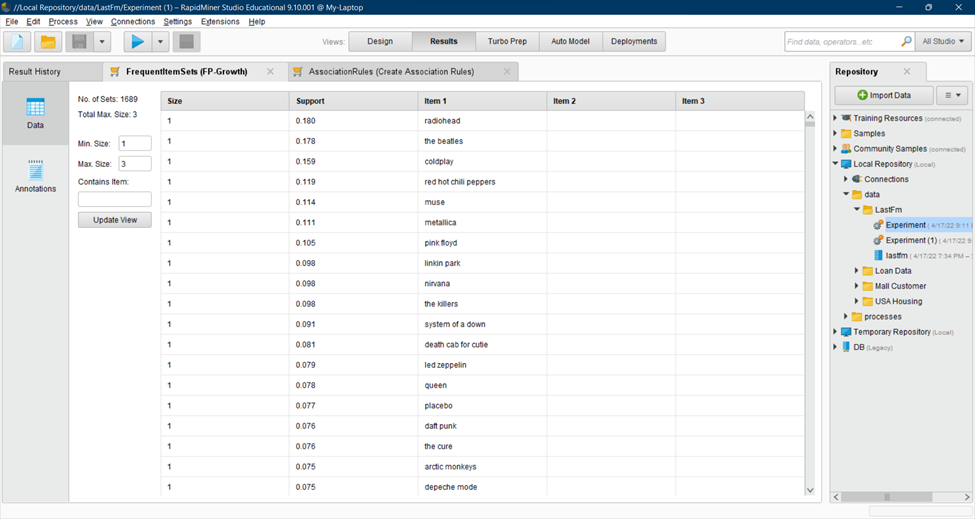 //Local Repository/data/LastFm/Experiment (1) – RapidMiner Studio Educational 9.10.001 @ My-Laptop
File Edit Process View Connections Settings Extensions Help
Views: Design Results Turbo Prep Auto Model Deployments Find data, operators...etc All Studio
Result History FrequentItemSets (FP-Growth) AssociationRules (Create Association Rules)
Data
Annotations
No. of Sets: 1689
Total Max. Size: 3
Min. Size: 1
Max. Size: 3
Contains Item:
Update View
Size Support Item 1 Item 2 Item 3
1 0.180 radiohead
1 0.178 the beatles
1 0.159 coldplay
1 0.119 red hot chili peppers
1 0.114 muse
1 0.111 metallica
1 0.105 pink floyd
1 0.098 linkin park
1 0.098 nirvana
1 0.098 the killers
1 0.091 system of a down
1 0.081 death cab for cutie
1 0.079 led zeppelin
1 0.078 queen
1 0.077 placebo
1 0.076 daft punk
1 0.076 the cure
1 0.075 arctic monkeys
1 0.075 depeche mode
Repository
Import Data
Training Resources (connected)
Samples
Community Samples (connected)
Local Repository (Local)
Connections
data
LastFm
Experiment (4/17/22 9:11
Experiment (1) (4/17/22 9:
lastfm (4/17/22 7:34 PM –
Loan Data
Mall Customer
USA Housing
processes
Temporary Repository (Local)
DB (Legacy)